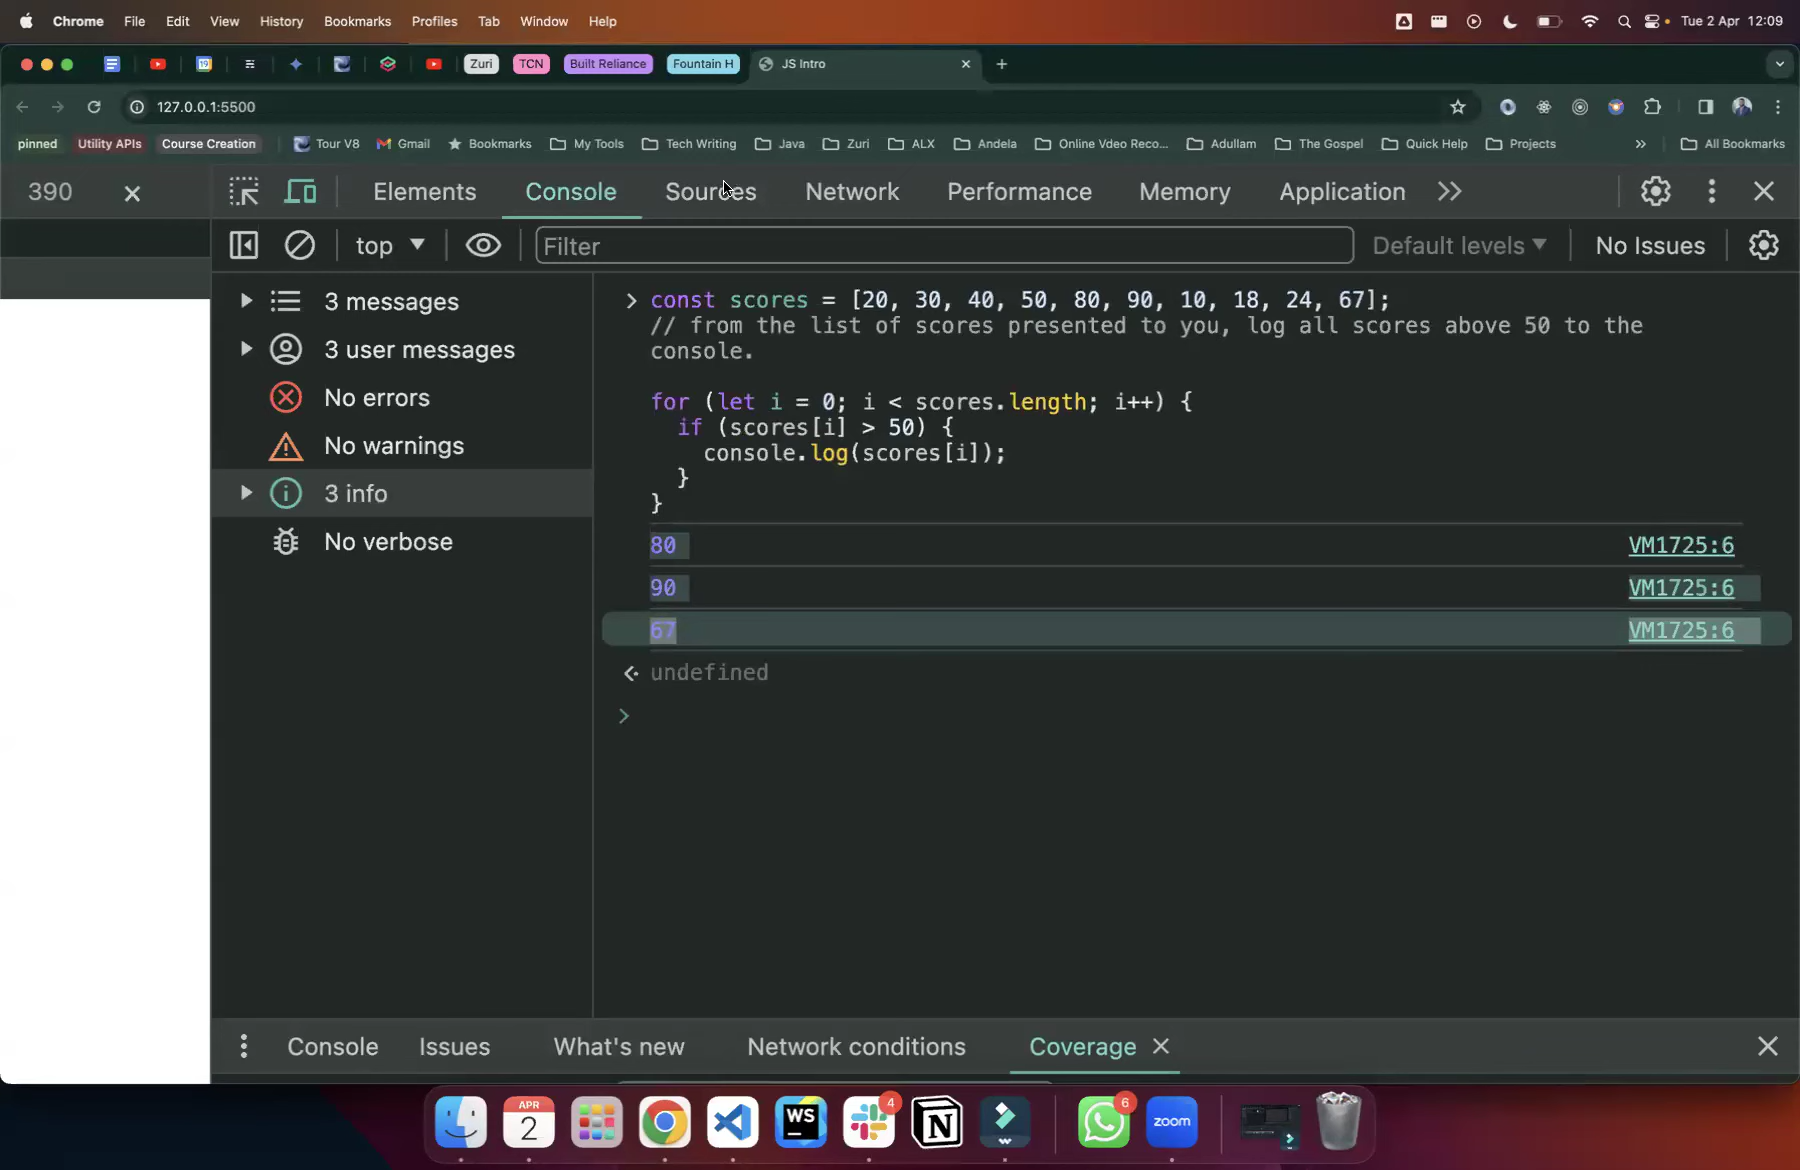 Chrome File Edit View History Bookmarks Profiles Tab Window Help Tue 2 Apr 12:09
19 Zuri TCN Built Reliance Fountain H JS Intro
127.0.0.1:5500
pinned Utility APIs Course Creation Tour V8 Gmail Bookmarks My Tools Tech Writing Java Zuri ALX Andela Online Vdeo Reco... Adullam The Gospel Quick Help Projects » All Bookmarks
390 Elements Console Sources Network Performance Memory Application
top Filter Default levels No Issues
3 messages
3 user messages
No errors
No warnings
3 info
No verbose
> const scores = [20, 30, 40, 50, 80, 90, 10, 18, 24, 67];
// from the list of scores presented to you, log all scores above 50 to the
console.
for (let i = 0; i < scores.length; i++) {
if (scores[i] > 50) {
console.log(scores[i]);
}
}
80 VM1725:6
90 VM1725:6
67 VM1725:6
undefined
>
Console Issues What's new Network conditions Coverage
APR
2
WS
4
6
zoom